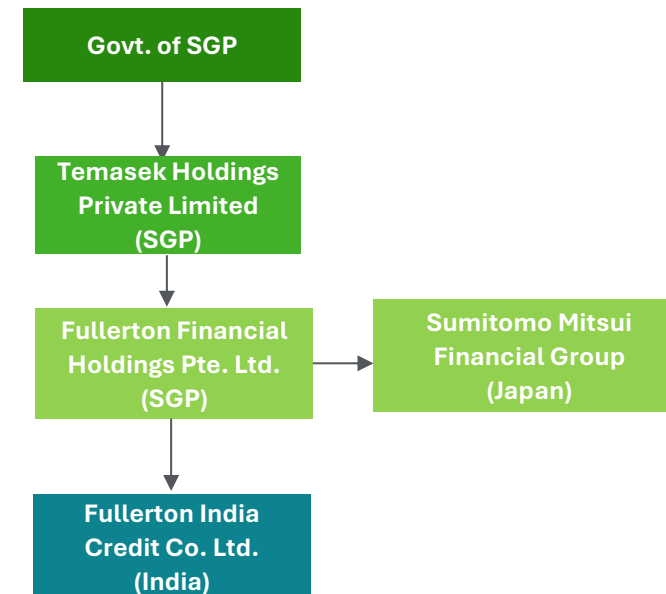 Govt. of SGP
Temasek Holdings
Private Limited
(SGP)
Fullerton Financial
Holdings Pte. Ltd.
(SGP)
Sumitomo Mitsui
Financial Group
(Japan)
Fullerton India
Credit Co. Ltd.
(India)